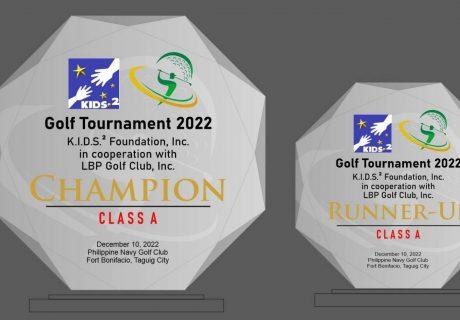 KIDS-2
Golf Tournament 2022
K.I.D.S.² Foundation, Inc.
in cooperation with
LBP Golf Club, Inc.
CHAMPION
CLASS A
December 10, 2022
Philippine Navy Golf Club
Fort Bonifacio, Taguig City
KIDS-2
Golf Tournament 2022
K.I.D.S.² Foundation, Inc.
in cooperation with
LBP Golf Club, Inc.
RUNNER-U
CLASS A
December 10, 2022
Philippine Navy Golf Club
Fort Bonifacio, Taguig City